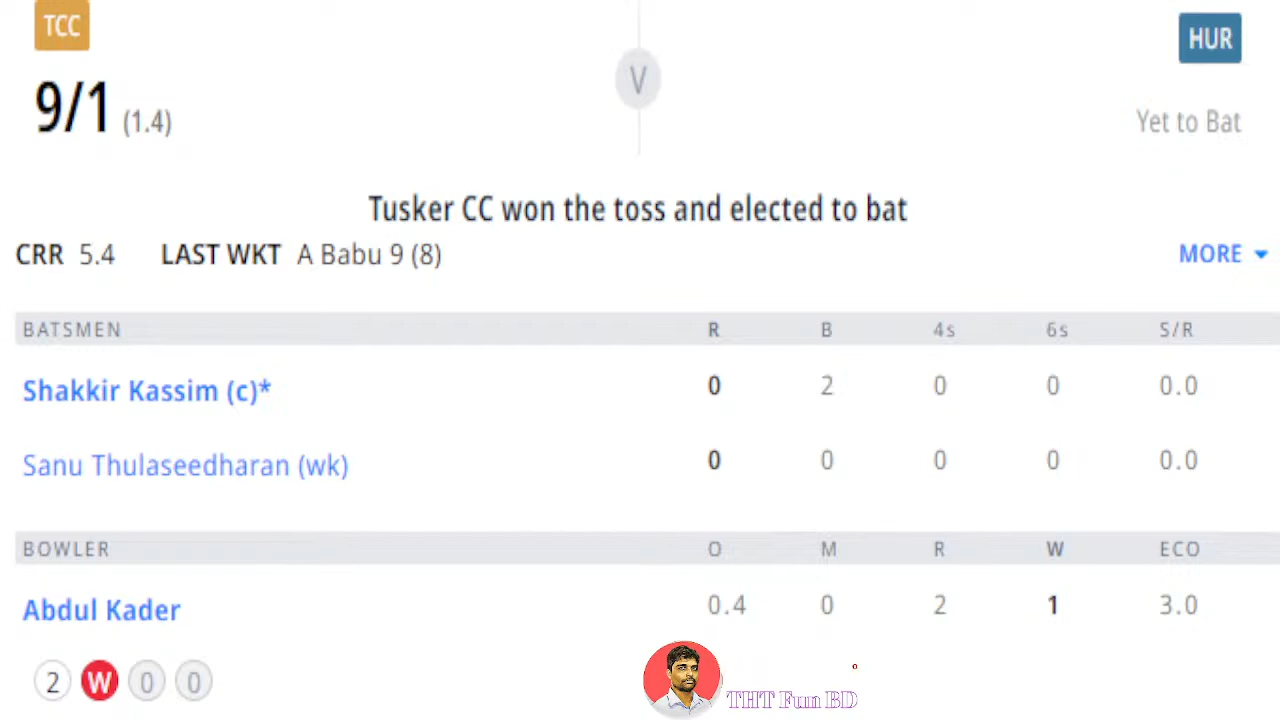 TCC
HUR
V
9/1 (1.4)
Yet to Bat
Tusker CC won the toss and elected to bat
CRR 5.4 LAST WKT A Babu 9 (8) MORE
BATSMEN R B 4s 6s S/R
Shakkir Kassim (c)* 0 2 0 0 0.0
Sanu Thulaseedharan (wk) 0 0 0 0 0.0
BOWLER O M R W ECO
Abdul Kader 0.4 0 2 1 3.0
2 W 0 0
THT Fun BD